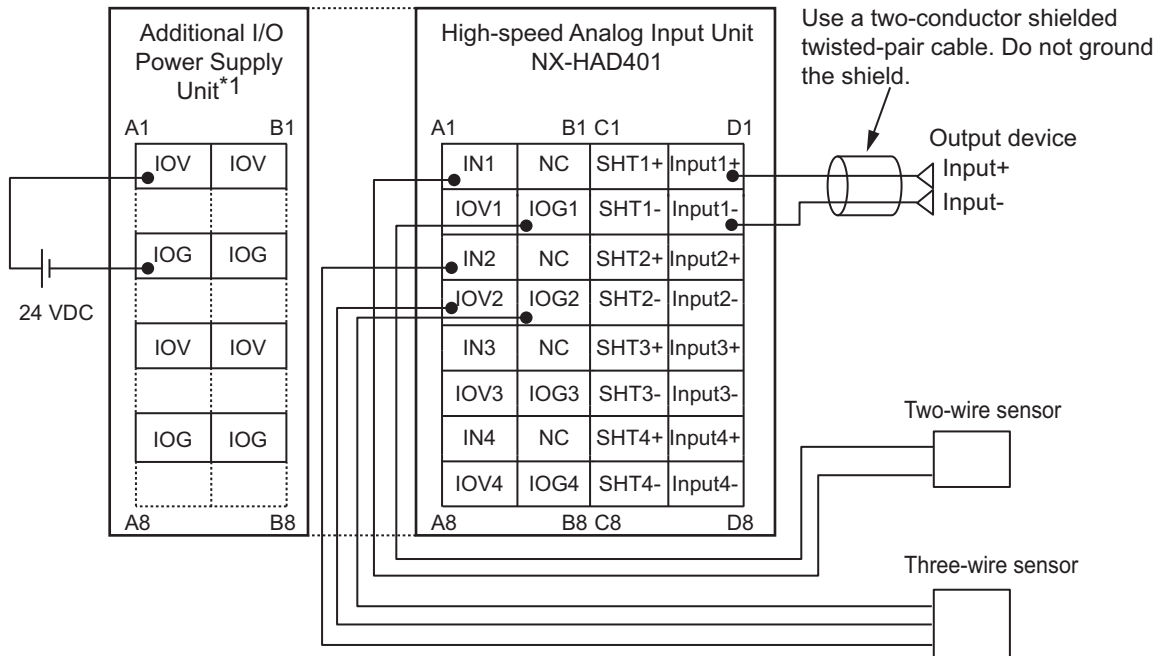 Additional I/O
Power Supply
Unit*1
High-speed Analog Input Unit
NX-HAD401
Use a two-conductor shielded
twisted-pair cable. Do not ground
the shield.
A1 B1
A1 B1 C1 D1
Output device
Input+
Input-
IOV IOV
IOG IOG
IOV IOV
IOG IOG
A8 B8
24 VDC
IN1 NC SHT1+ Input1+
IOV1 IOG1 SHT1- Input1-
IN2 NC SHT2+ Input2+
IOV2 IOG2 SHT2- Input2-
IN3 NC SHT3+ Input3+
IOV3 IOG3 SHT3- Input3-
IN4 NC SHT4+ Input4+
IOV4 IOG4 SHT4- Input4-
A8 B8 C8 D8
Two-wire sensor
Three-wire sensor